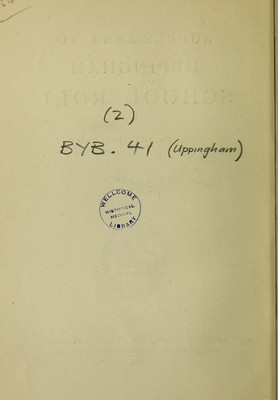 (2)
BYB. 41 (Uppingham)
WELLCOME
HISTORICAL
MEDICAL
LIBRARY